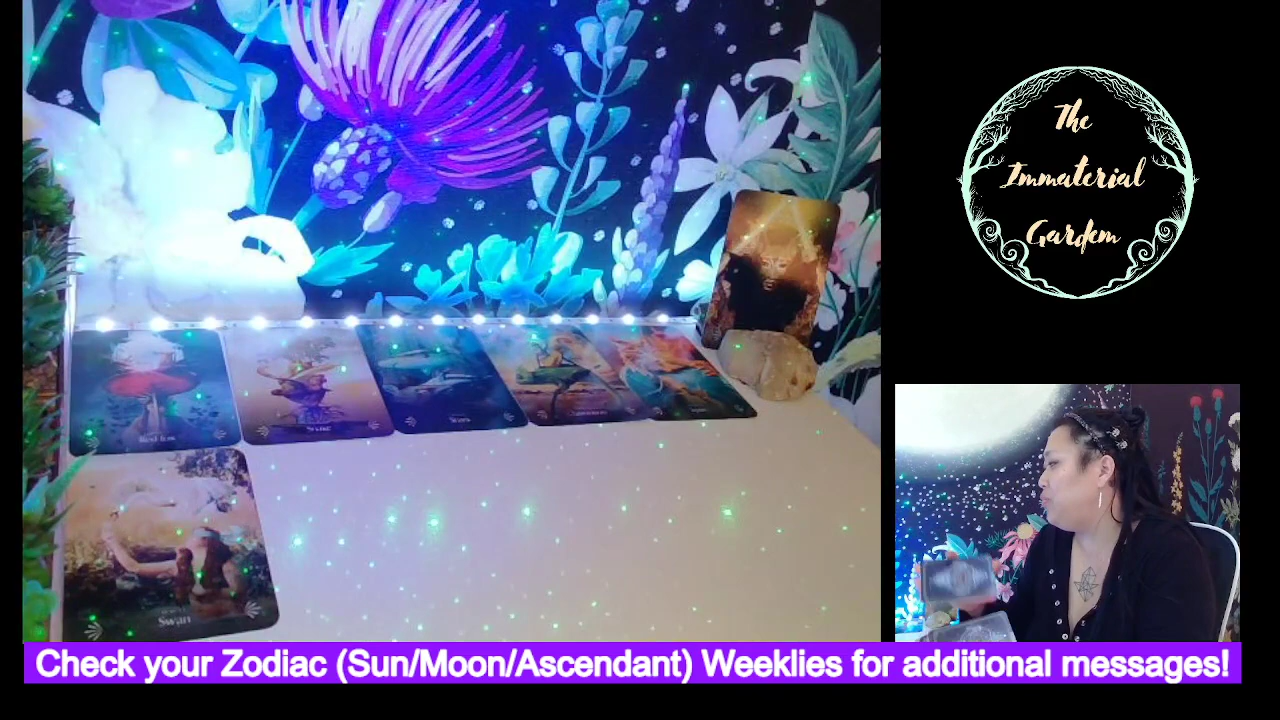 The
Immaterial
Garden
Swan
Check your Zodiac (Sun/Moon/Ascendant) Weeklies for additional messages!